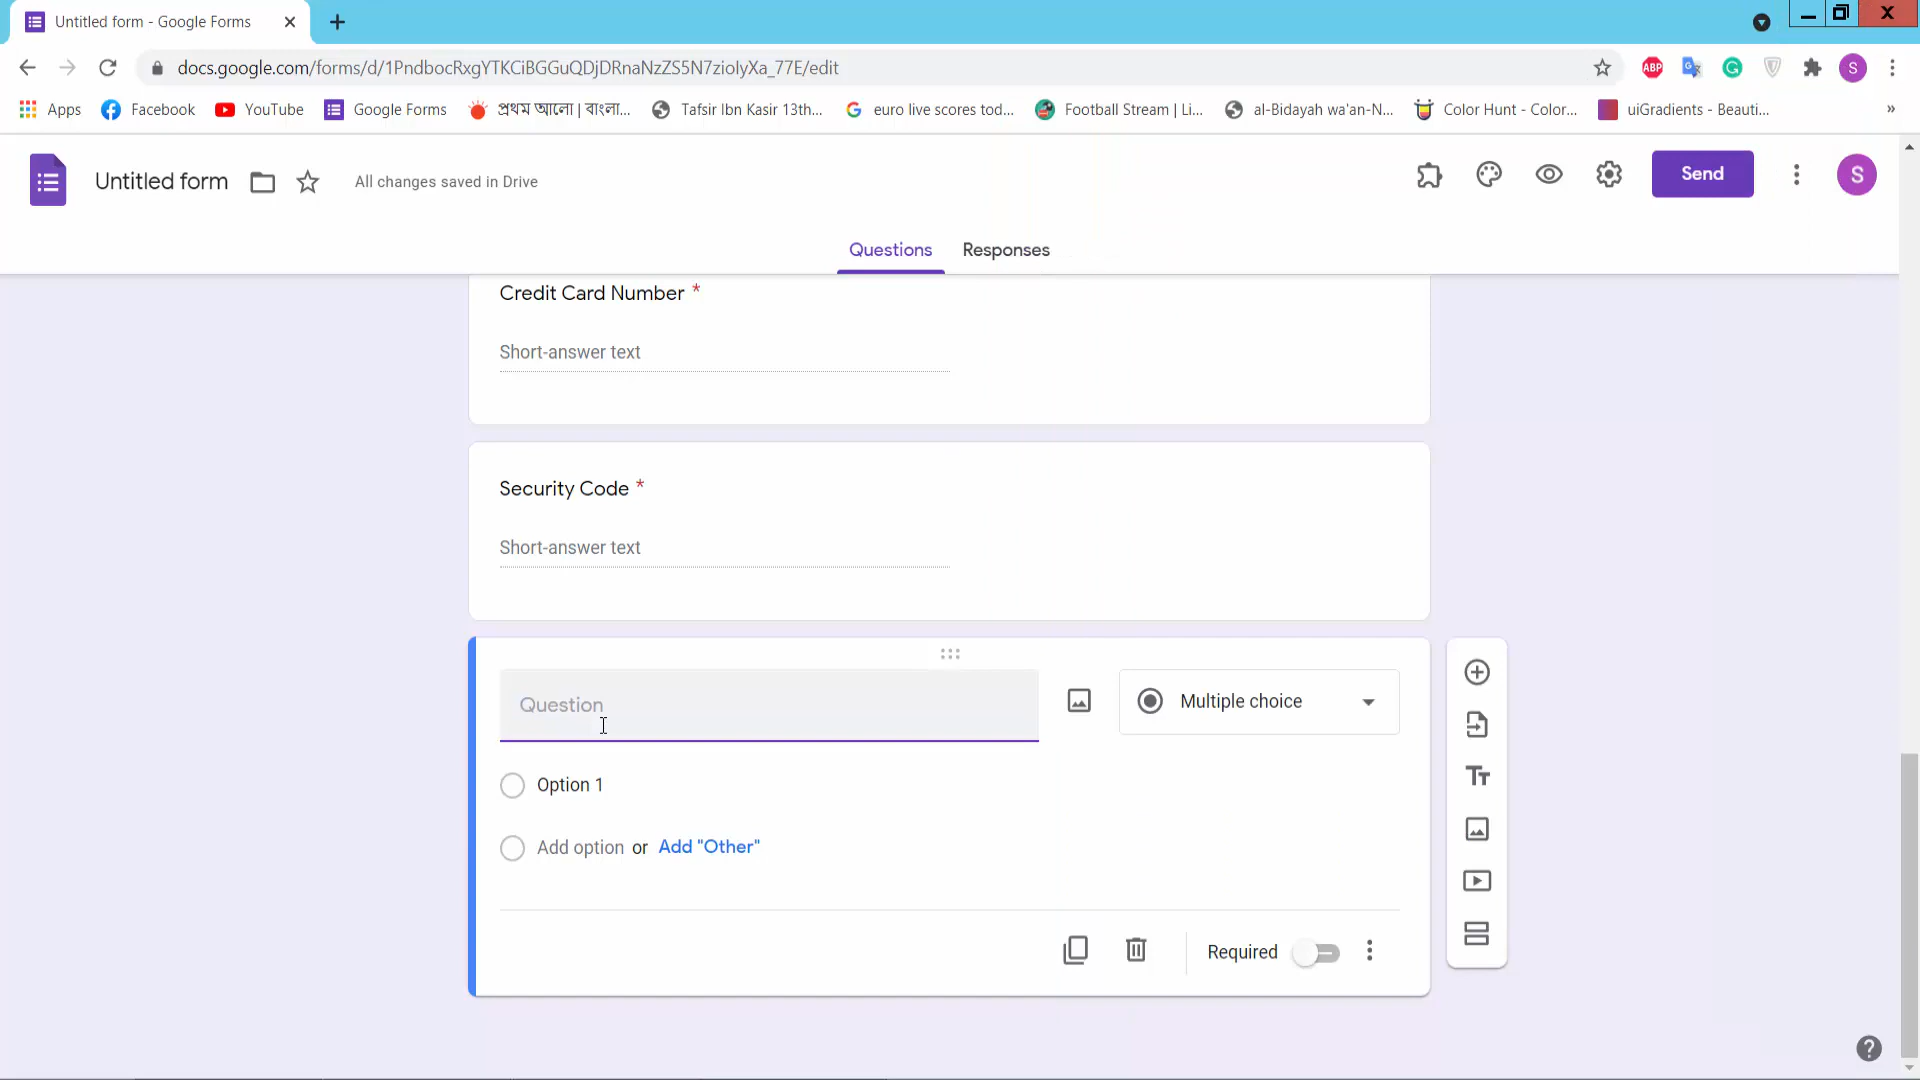 Untitled form - Google Forms
docs.google.com/forms/d/1PndbocRxgYTKCiBGGuQDjDRnaNzZS5N7ziolyXa_77E/edit
ABP
G
S
Apps
Facebook
YouTube
Google Forms
প্রথম আলো | বাংলা...
Tafsir Ibn Kasir 13th...
euro live scores tod...
Football Stream | Li...
al-Bidayah wa'an-N...
Color Hunt - Color...
uiGradients - Beauti...
»
Untitled form
All changes saved in Drive
Send
S
Questions
Responses
Credit Card Number *
Short-answer text
Security Code *
Short-answer text
Question
Multiple choice
Option 1
Add option or Add "Other"
Required
Tт
?